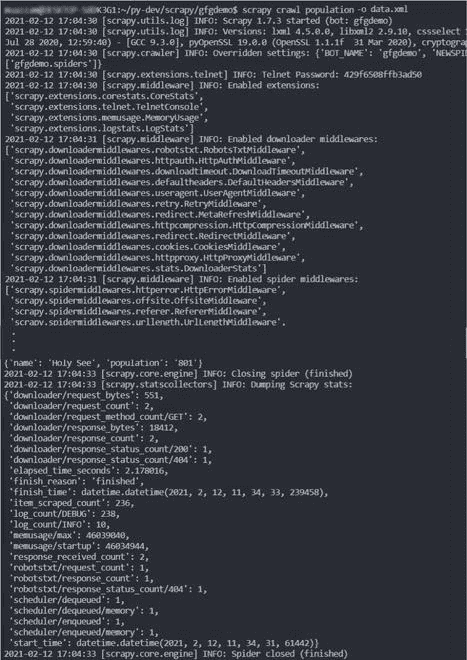 K3G1:~/py-dev/scrapy/gfgdemo$ scrapy crawl population -o data.xml
2021-02-12 17:04:30 [scrapy.utils.log] INFO: Scrapy 1.7.3 started (bot: gfgdemo)
2021-02-12 17:04:30 [scrapy.utils.log] INFO: Versions: lxml 4.5.0.0, libxml2 2.9.10, cssselect
Jul 28 2020, 12:59:40) - [GCC 9.3.0], pyOpenSSL 19.0.0 (OpenSSL 1.1.1f  31 Mar 2020), cryptogra
2021-02-12 17:04:30 [scrapy.crawler] INFO: Overridden settings: {'BOT_NAME': 'gfgdemo', 'NEWSPI
['gfgdemo.spiders']}
2021-02-12 17:04:30 [scrapy.extensions.telnet] INFO: Telnet Password: 429f6508ffb3ad50
2021-02-12 17:04:30 [scrapy.middleware] INFO: Enabled extensions:
['scrapy.extensions.corestats.CoreStats',
 'scrapy.extensions.telnet.TelnetConsole',
 'scrapy.extensions.memusage.MemoryUsage',
 'scrapy.extensions.logstats.LogStats']
2021-02-12 17:04:31 [scrapy.middleware] INFO: Enabled downloader middlewares:
['scrapy.downloadermiddlewares.robotstxt.RobotsTxtMiddleware',
 'scrapy.downloadermiddlewares.httpauth.HttpAuthMiddleware',
 'scrapy.downloadermiddlewares.downloadtimeout.DownloadTimeoutMiddleware',
 'scrapy.downloadermiddlewares.defaultheaders.DefaultHeadersMiddleware',
 'scrapy.downloadermiddlewares.useragent.UserAgentMiddleware',
 'scrapy.downloadermiddlewares.retry.RetryMiddleware',
 'scrapy.downloadermiddlewares.redirect.MetaRefreshMiddleware',
 'scrapy.downloadermiddlewares.httpcompression.HttpCompressionMiddleware',
 'scrapy.downloadermiddlewares.redirect.RedirectMiddleware',
 'scrapy.downloadermiddlewares.cookies.CookiesMiddleware',
 'scrapy.downloadermiddlewares.httpproxy.HttpProxyMiddleware',
 'scrapy.downloadermiddlewares.stats.DownloaderStats']
2021-02-12 17:04:31 [scrapy.middleware] INFO: Enabled spider middlewares:
['scrapy.spidermiddlewares.httperror.HttpErrorMiddleware',
 'scrapy.spidermiddlewares.offsite.OffsiteMiddleware',
 'scrapy.spidermiddlewares.referer.RefererMiddleware',
 'scrapy.spidermiddlewares.urllength.UrlLengthMiddleware',
.
.
.
{'name': 'Holy See', 'population': '801'}
2021-02-12 17:04:33 [scrapy.core.engine] INFO: Closing spider (finished)
2021-02-12 17:04:33 [scrapy.statscollectors] INFO: Dumping Scrapy stats:
{'downloader/request_bytes': 551,
 'downloader/request_count': 2,
 'downloader/request_method_count/GET': 2,
 'downloader/response_bytes': 18412,
 'downloader/response_count': 2,
 'downloader/response_status_count/200': 1,
 'downloader/response_status_count/404': 1,
 'elapsed_time_seconds': 2.178016,
 'finish_reason': 'finished',
 'finish_time': datetime.datetime(2021, 2, 12, 11, 34, 33, 239458),
 'item_scraped_count': 236,
 'log_count/DEBUG': 238,
 'log_count/INFO': 10,
 'memusage/max': 46039040,
 'memusage/startup': 46034944,
 'response_received_count': 2,
 'robotstxt/request_count': 1,
 'robotstxt/response_count': 1,
 'robotstxt/response_status_count/404': 1,
 'scheduler/dequeued': 1,
 'scheduler/dequeued/memory': 1,
 'scheduler/enqueued': 1,
 'scheduler/enqueued/memory': 1,
 'start_time': datetime.datetime(2021, 2, 12, 11, 34, 31, 61442)}
2021-02-12 17:04:33 [scrapy.core.engine] INFO: Spider closed (finished)